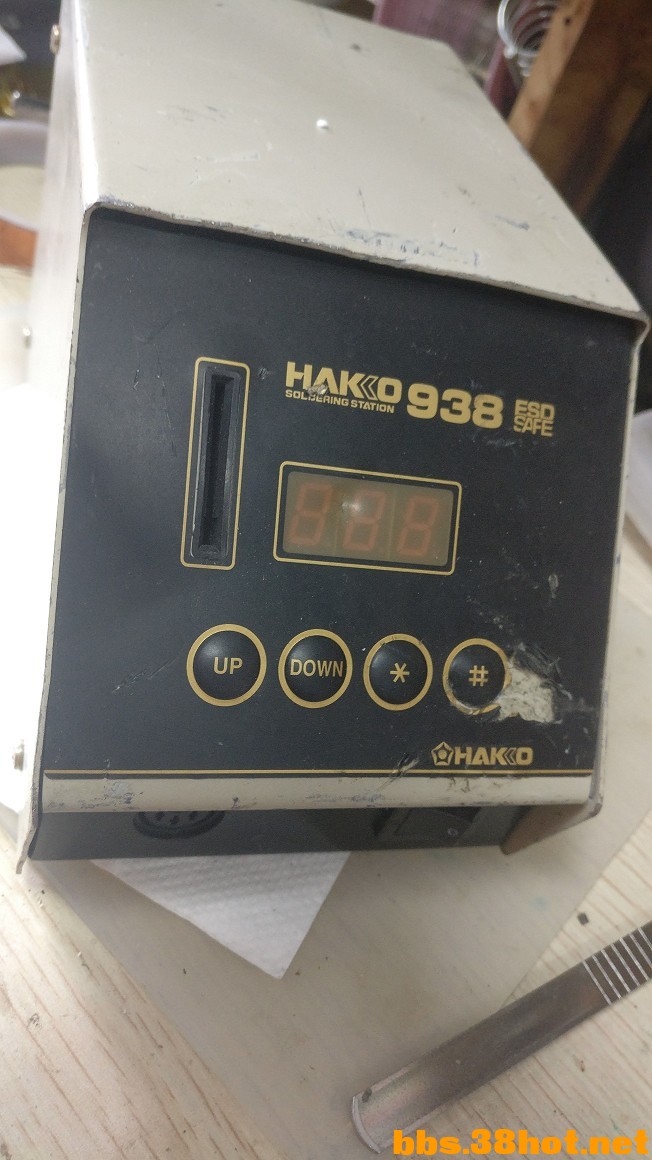 HAKKO 938 ESD
SOLDERING STATION SAFE
888
UP DOWN * #
HAKKO
bbs.38hot.net